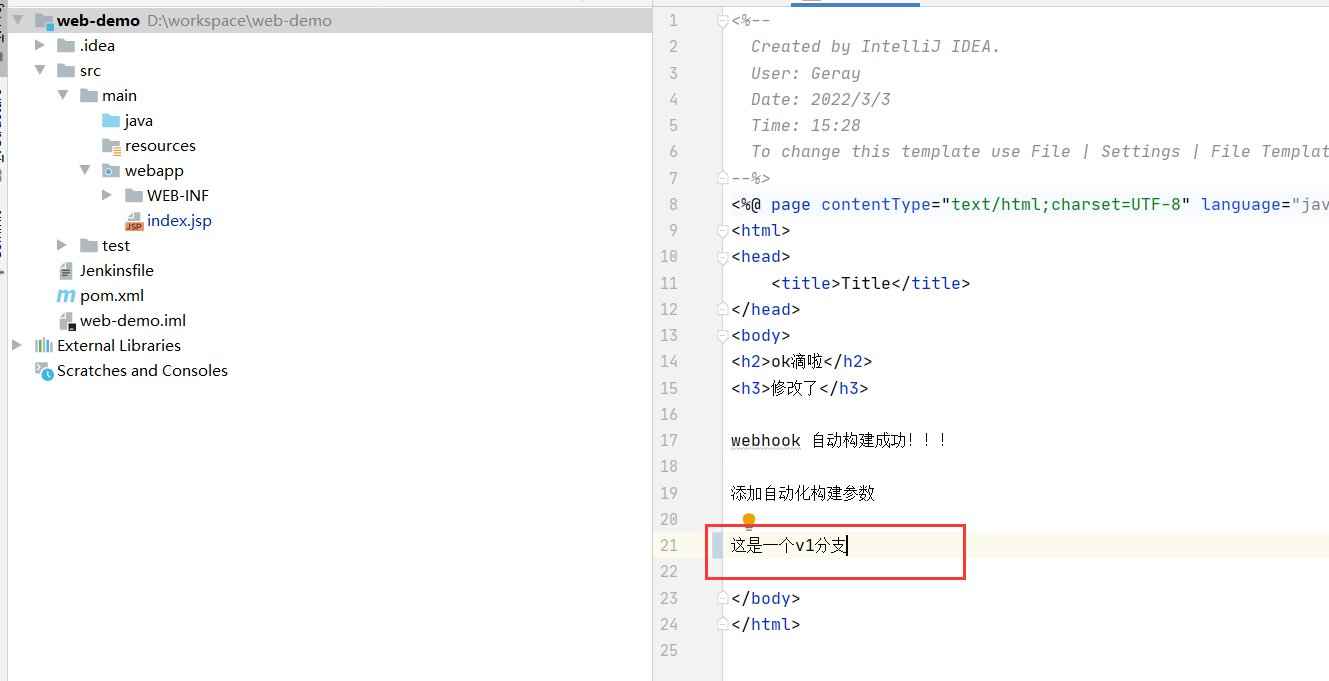 web-demo D:\workspace\web-demo
.idea
src
main
java
resources
webapp
WEB-INF
index.jsp
test
Jenkinsfile
pom.xml
web-demo.iml
External Libraries
Scratches and Consoles
1 <%--
2 Created by IntelliJ IDEA.
3 User: Geray
4 Date: 2022/3/3
5 Time: 15:28
6 To change this template use File | Settings | File Templat
7 --%>
8 <%@ page contentType="text/html;charset=UTF-8" language="jav
9 <html>
10 <head>
11 <title>Title</title>
12 </head>
13 <body>
14 <h2>ok滴啦</h2>
15 <h3>修改了</h3>
16
17 webhook 自动构建成功！！！
18
19 添加自动化构建参数
20
21 这是一个v1分支
22
23 </body>
24 </html>
25